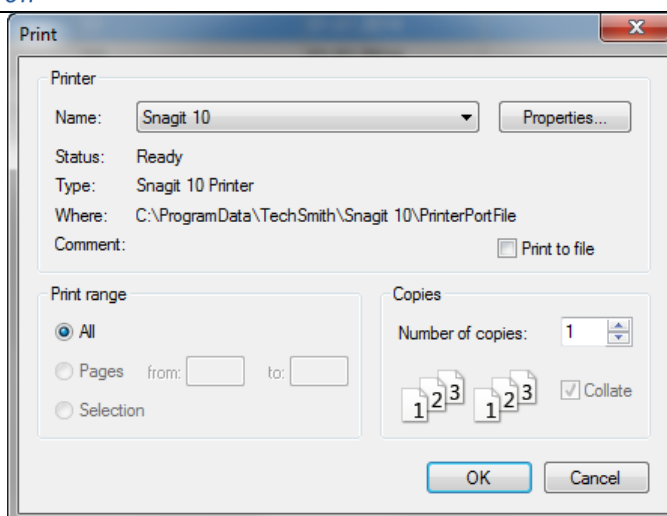 Print
Printer
Name: Snagit 10 Properties...
Status: Ready
Type: Snagit 10 Printer
Where: C:\ProgramData\TechSmith\Snagit 10\PrinterPortFile
Comment: Print to file
Print range Copies
All Number of copies: 1
Pages from: to:
1 2 3 1 2 3 Collate
Selection
OK Cancel